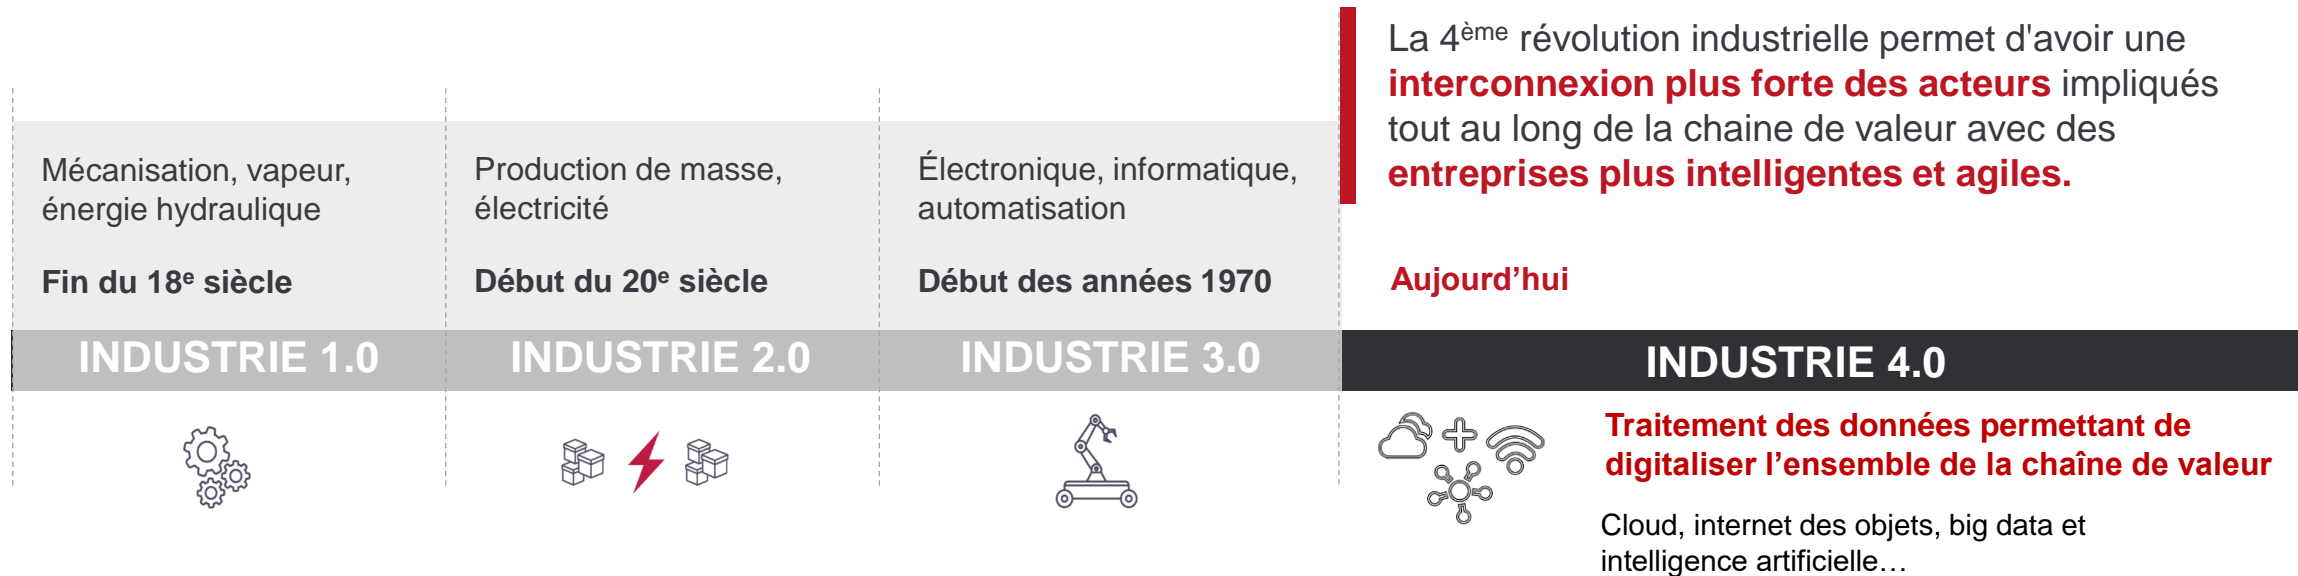 Mécanisation, vapeur,
énergie hydraulique
Fin du 18e siècle
INDUSTRIE 1.0
Production de masse,
électricité
Début du 20e siècle
INDUSTRIE 2.0
Électronique, informatique,
automatisation
Début des années 1970
INDUSTRIE 3.0
La 4ème révolution industrielle permet d'avoir une
interconnexion plus forte des acteurs impliqués
tout au long de la chaine de valeur avec des
entreprises plus intelligentes et agiles.
Aujourd’hui
INDUSTRIE 4.0
Traitement des données permettant de
digitaliser l’ensemble de la chaîne de valeur
Cloud, internet des objets, big data et
intelligence artificielle…